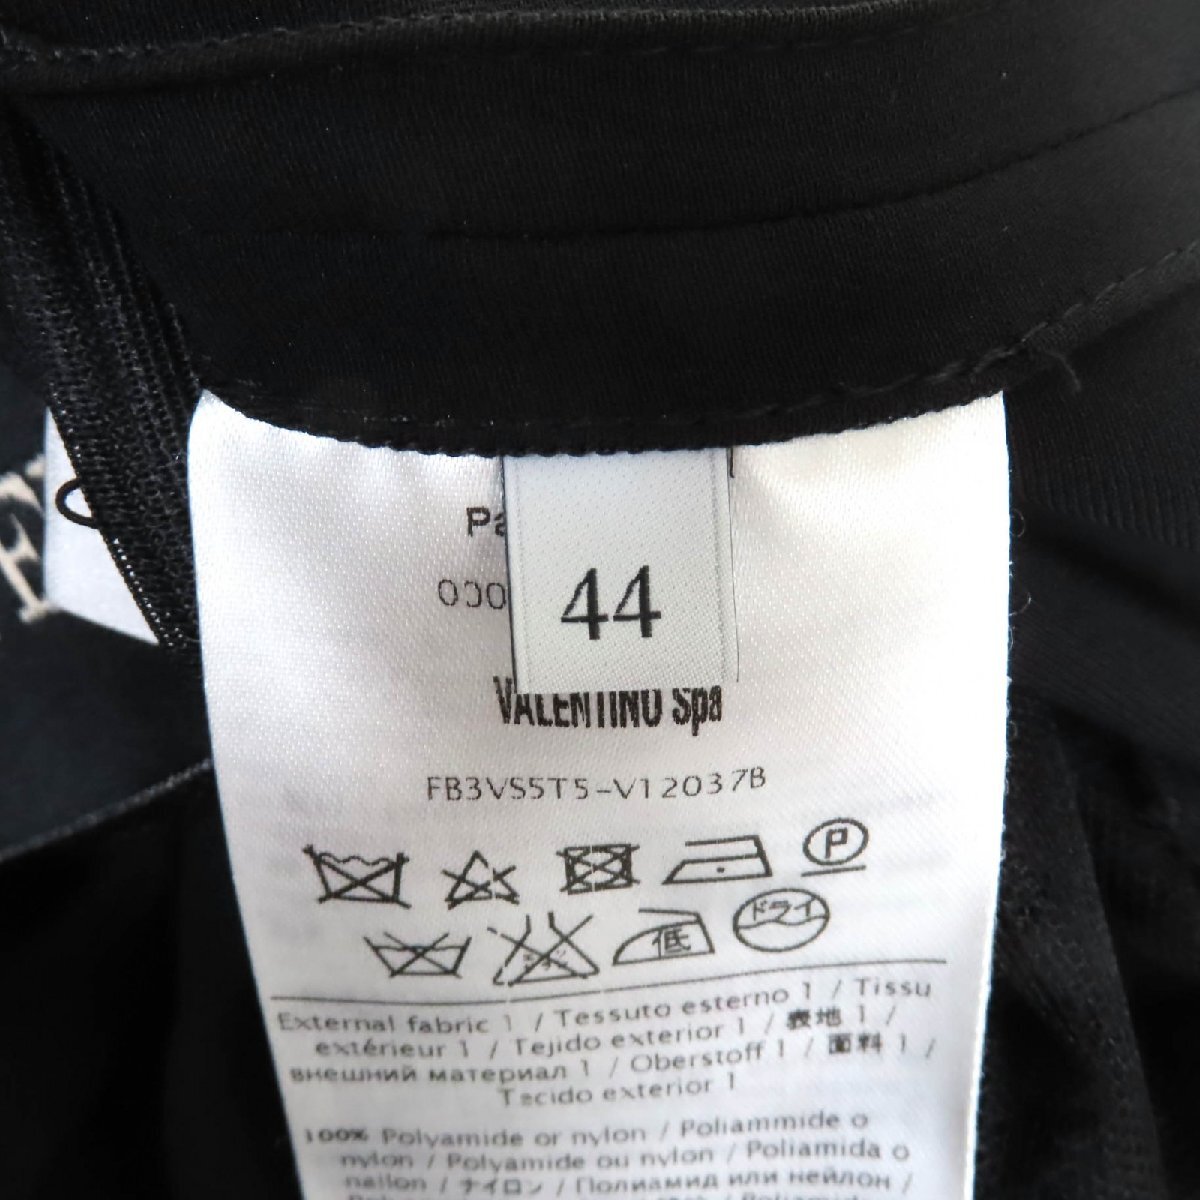 44
VALENTINO Spa
FB3VS5T5-V12037B
P
ドライ
低
External fabric 1 / Tessuto esterno 1 / Tissu
extérieur 1 / Tejido exterior 1 / 表地 1 /
внешний материал 1 / Oberstoff 1 / 面料 1 /
Tecido exterior 1
100% Polyamide or nylon / Poliammide o
nylon / Polyamide ou nylon / Poliamida o
nailon / ナイロン / Полиамид или нейлон /